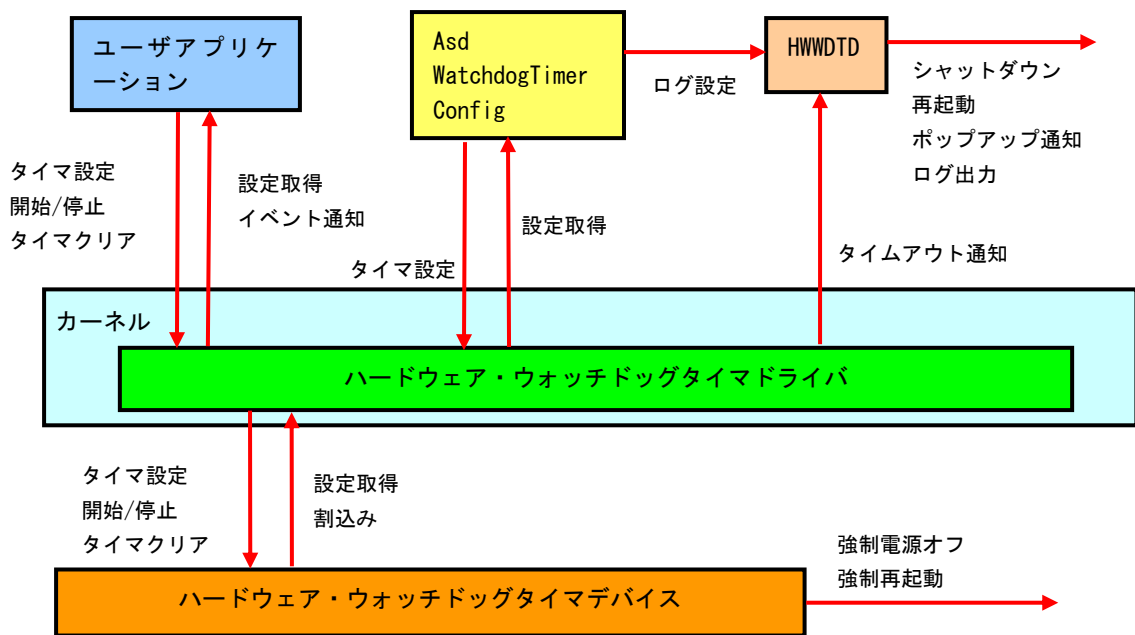 ユーザアプリケ
ーション
Asd
WatchdogTimer
Config
HWWDTD
ログ設定
シャットダウン
再起動
ポップアップ通知
ログ出力
タイマ設定
開始/停止
タイマクリア
設定取得
イベント通知
タイマ設定
設定取得
タイムアウト通知
カーネル
ハードウェア・ウォッチドッグタイマドライバ
タイマ設定
開始/停止
タイマクリア
設定取得
割込み
強制電源オフ
強制再起動
ハードウェア・ウォッチドッグタイマデバイス